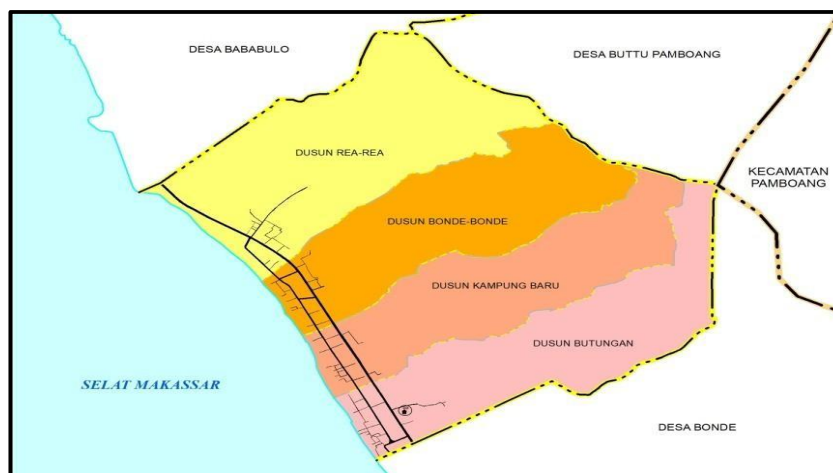 DESA BABABULO
DESA BUTTU PAMBOANG
DUSUN REA-REA
KECAMATAN
PAMBOANG
DUSUN BONDE-BONDE
DUSUN KAMPUNG BARU
DUSUN BUTUNGAN
SELAT MAKASSAR
DESA BONDE